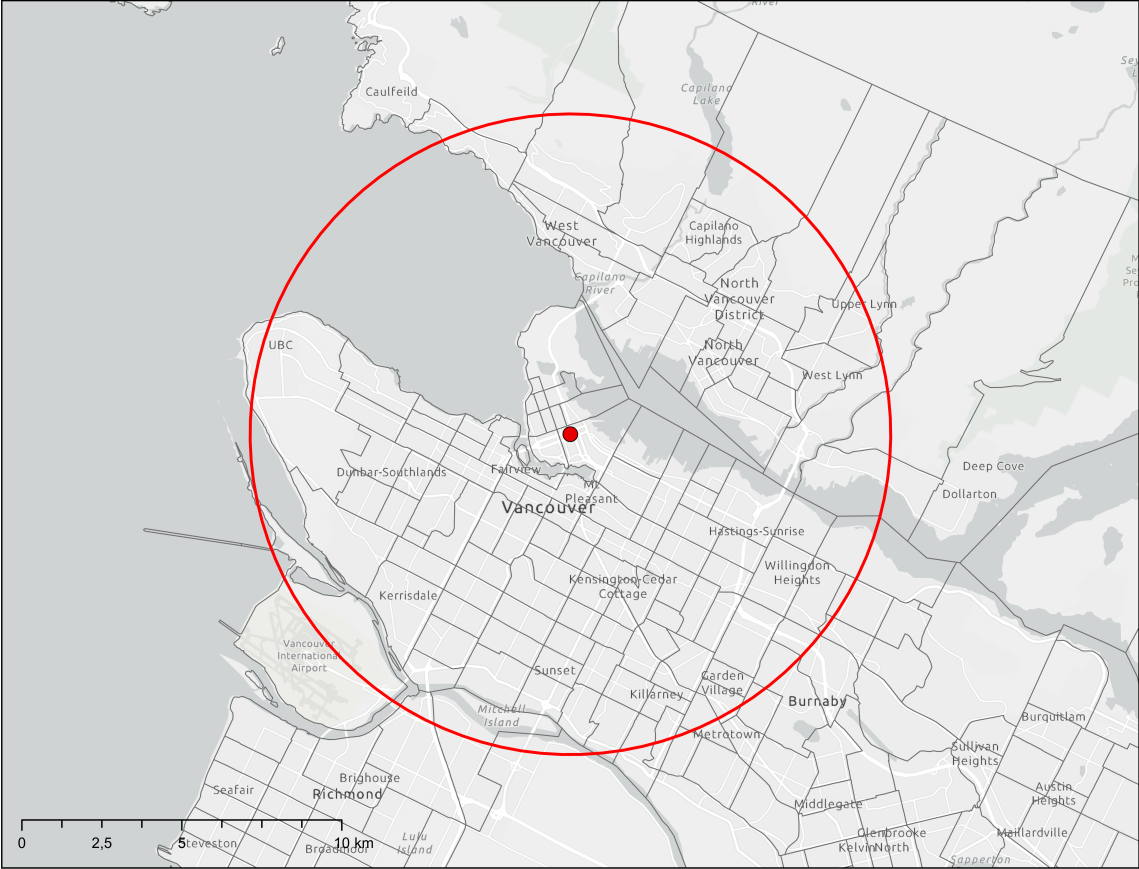 River
Caulfeild
Capilano
Lake
West
Vancouver
Capilano
Highlands
Capilano
River
North
Vancouver
District
Upper Lynn
UBC
North
Vancouver
West Lynn
Dunbar-Southlands
Fairview
Mt
Pleasant
Vancouver
Deep Cove
Dollarton
Hastings-Sunrise
Willingdon
Heights
Kensington-Cedar
Cottage
Kerrisdale
Vancouver
International
Airport
Sunset
Garden
Village
Killarney
Burnaby
Mitchell
Island
Metrotown
Burquitlam
Sullivan
Heights
Brighouse
Richmond
Seafair
Austin
Heights
Middlegate
Glenbrooke
North
Kelvin
Maillardville
Sapperton
Lulu
Island
Steveston
Broadmoor
0 2,5 5 10 km